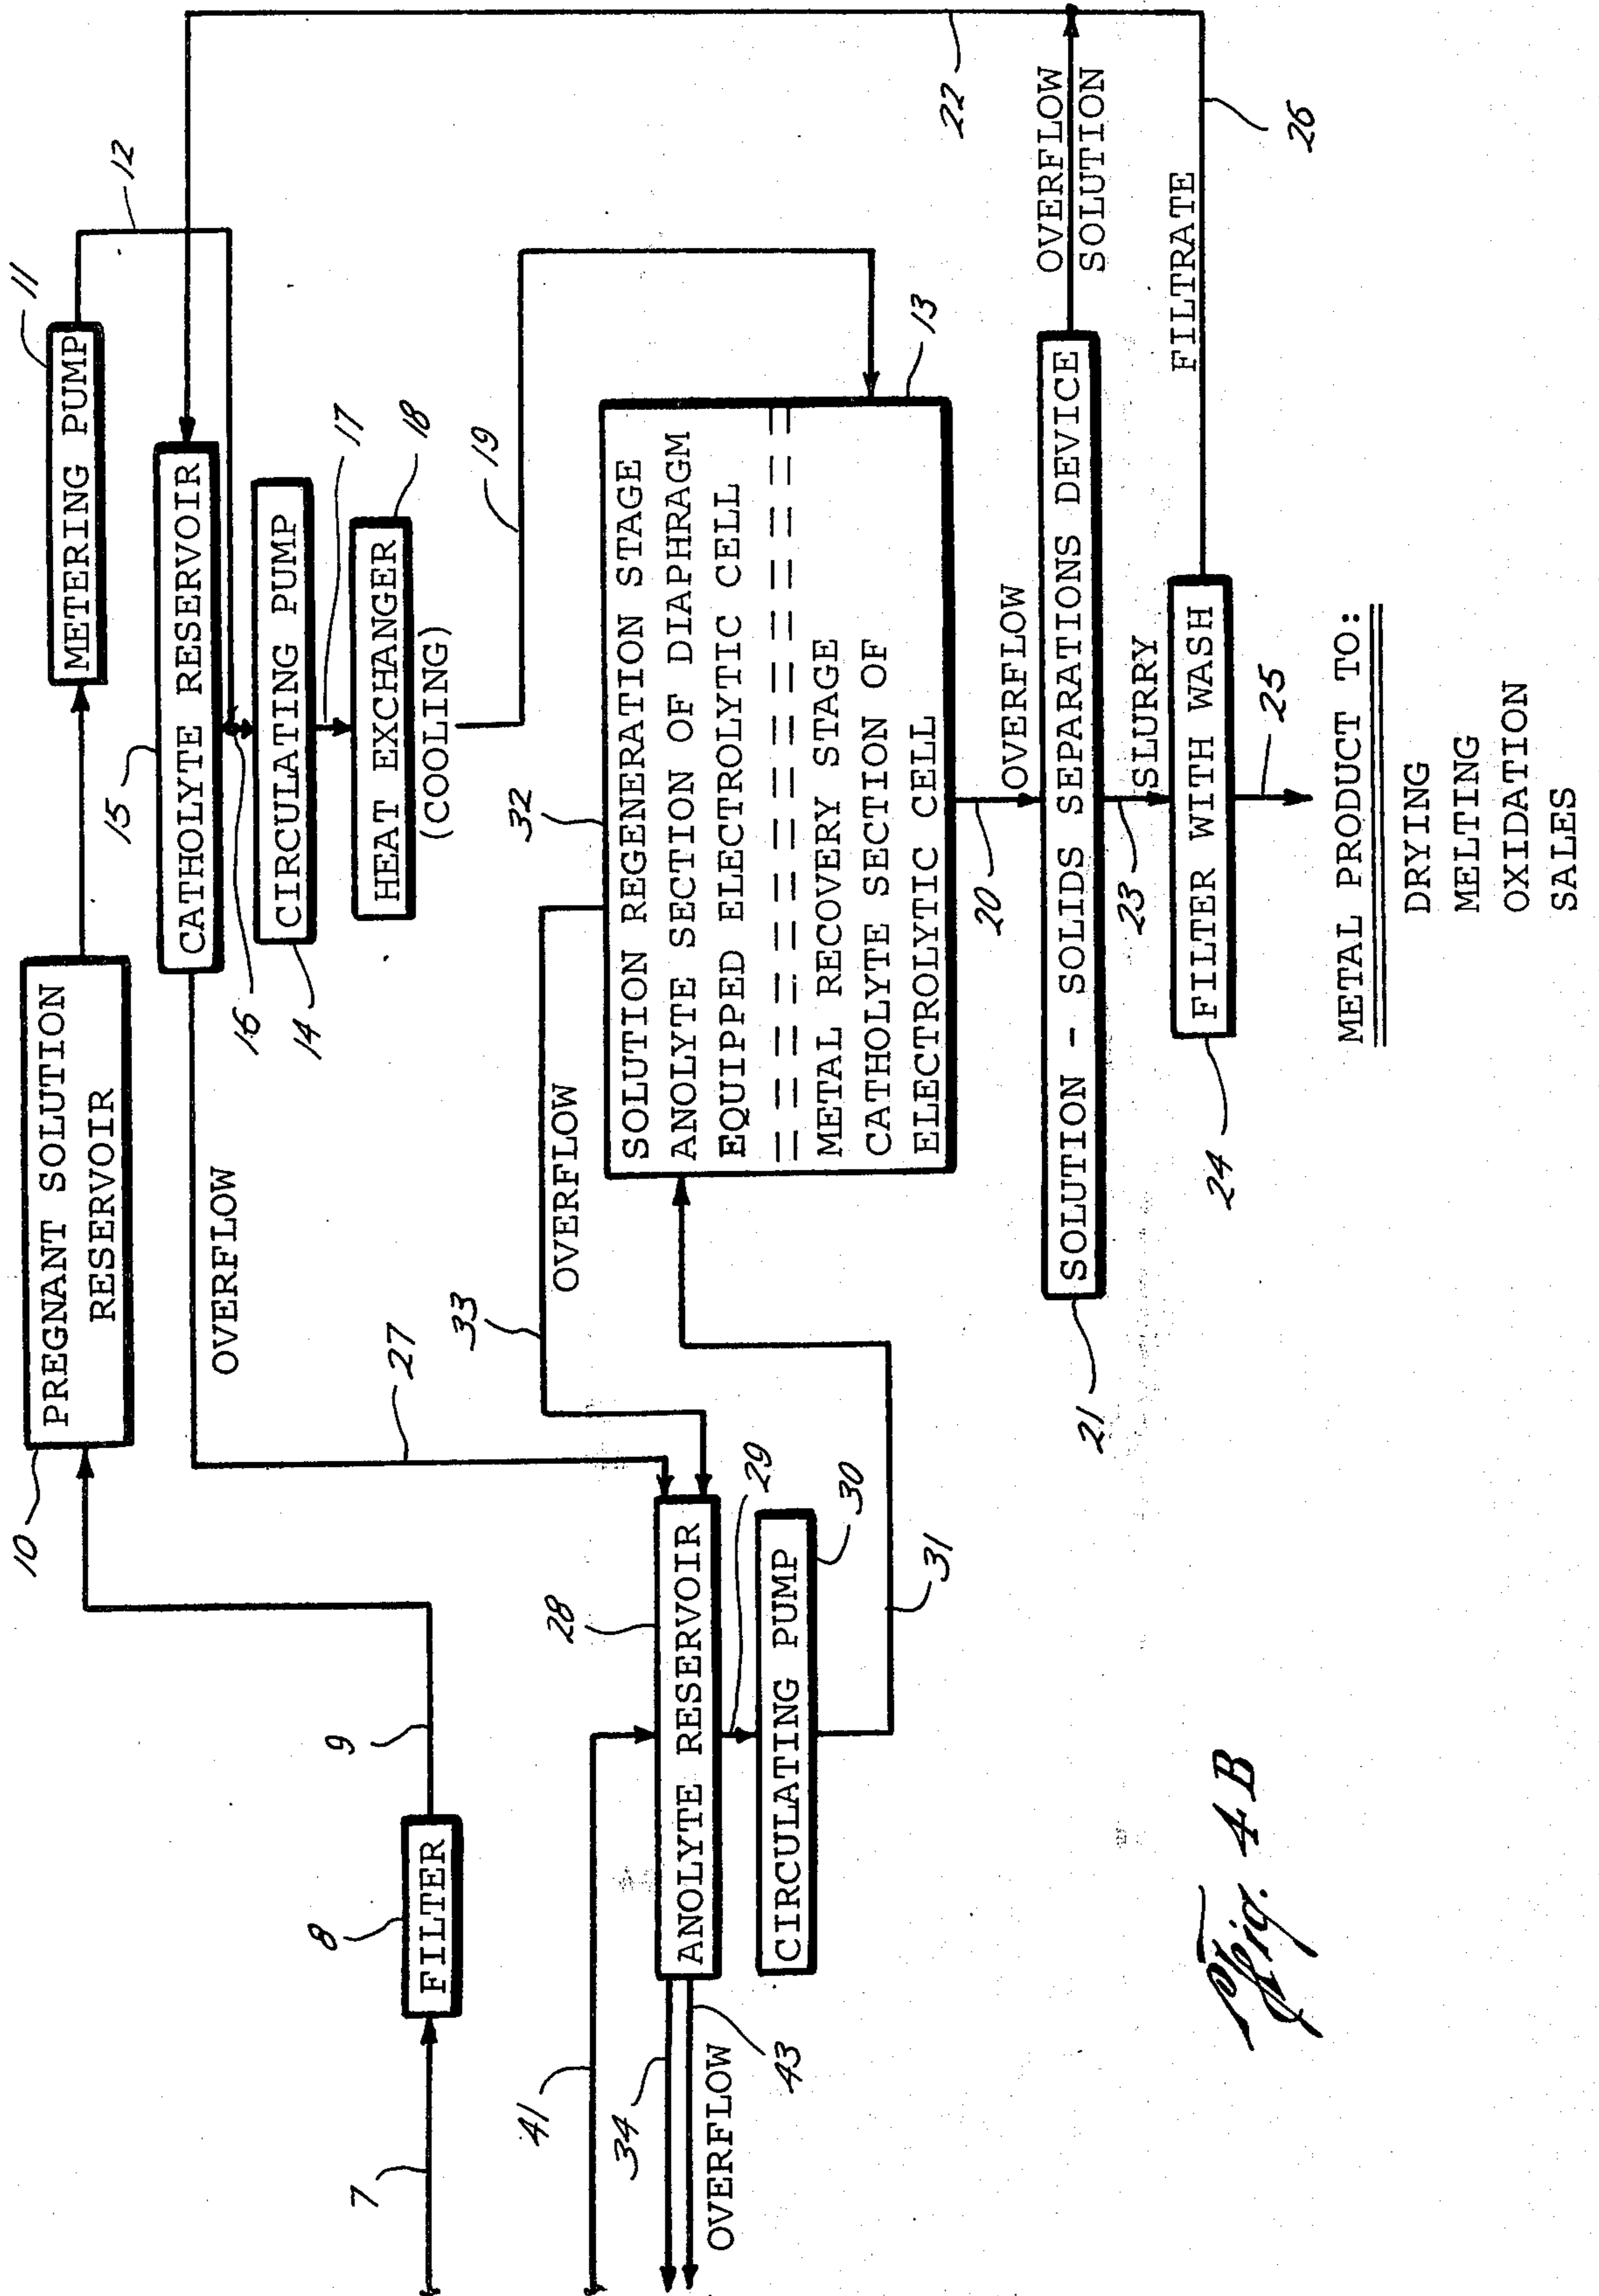 11
METERING PUMP
12
PREGNANT SOLUTION
RESERVOIR
10
15
CATHOLYTE RESERVOIR
16
CIRCULATING PUMP
14
17
HEAT EXCHANGER
(COOLING)
18
19
OVERFLOW
27
9
FILTER
8
7
33
OVERFLOW
32
SOLUTION REGENERATION STAGE
ANOLYTE SECTION OF DIAPHRAGM
EQUIPPED ELECTROLYTIC CELL
METAL RECOVERY STAGE
CATHOLYTE SECTION OF
ELECTROLYTIC CELL
13
28
ANOLYTE RESERVOIR
29
CIRCULATING PUMP
30
31
41
34
43
OVERFLOW
20
OVERFLOW
SOLUTION - SOLIDS SEPARATIONS DEVICE
21
OVERFLOW
SOLUTION
22
23
SLURRY
FILTER WITH WASH
24
FILTRATE
26
25
METAL PRODUCT TO:
DRYING
MELTING
OXIDATION
SALES
Fig. 4B